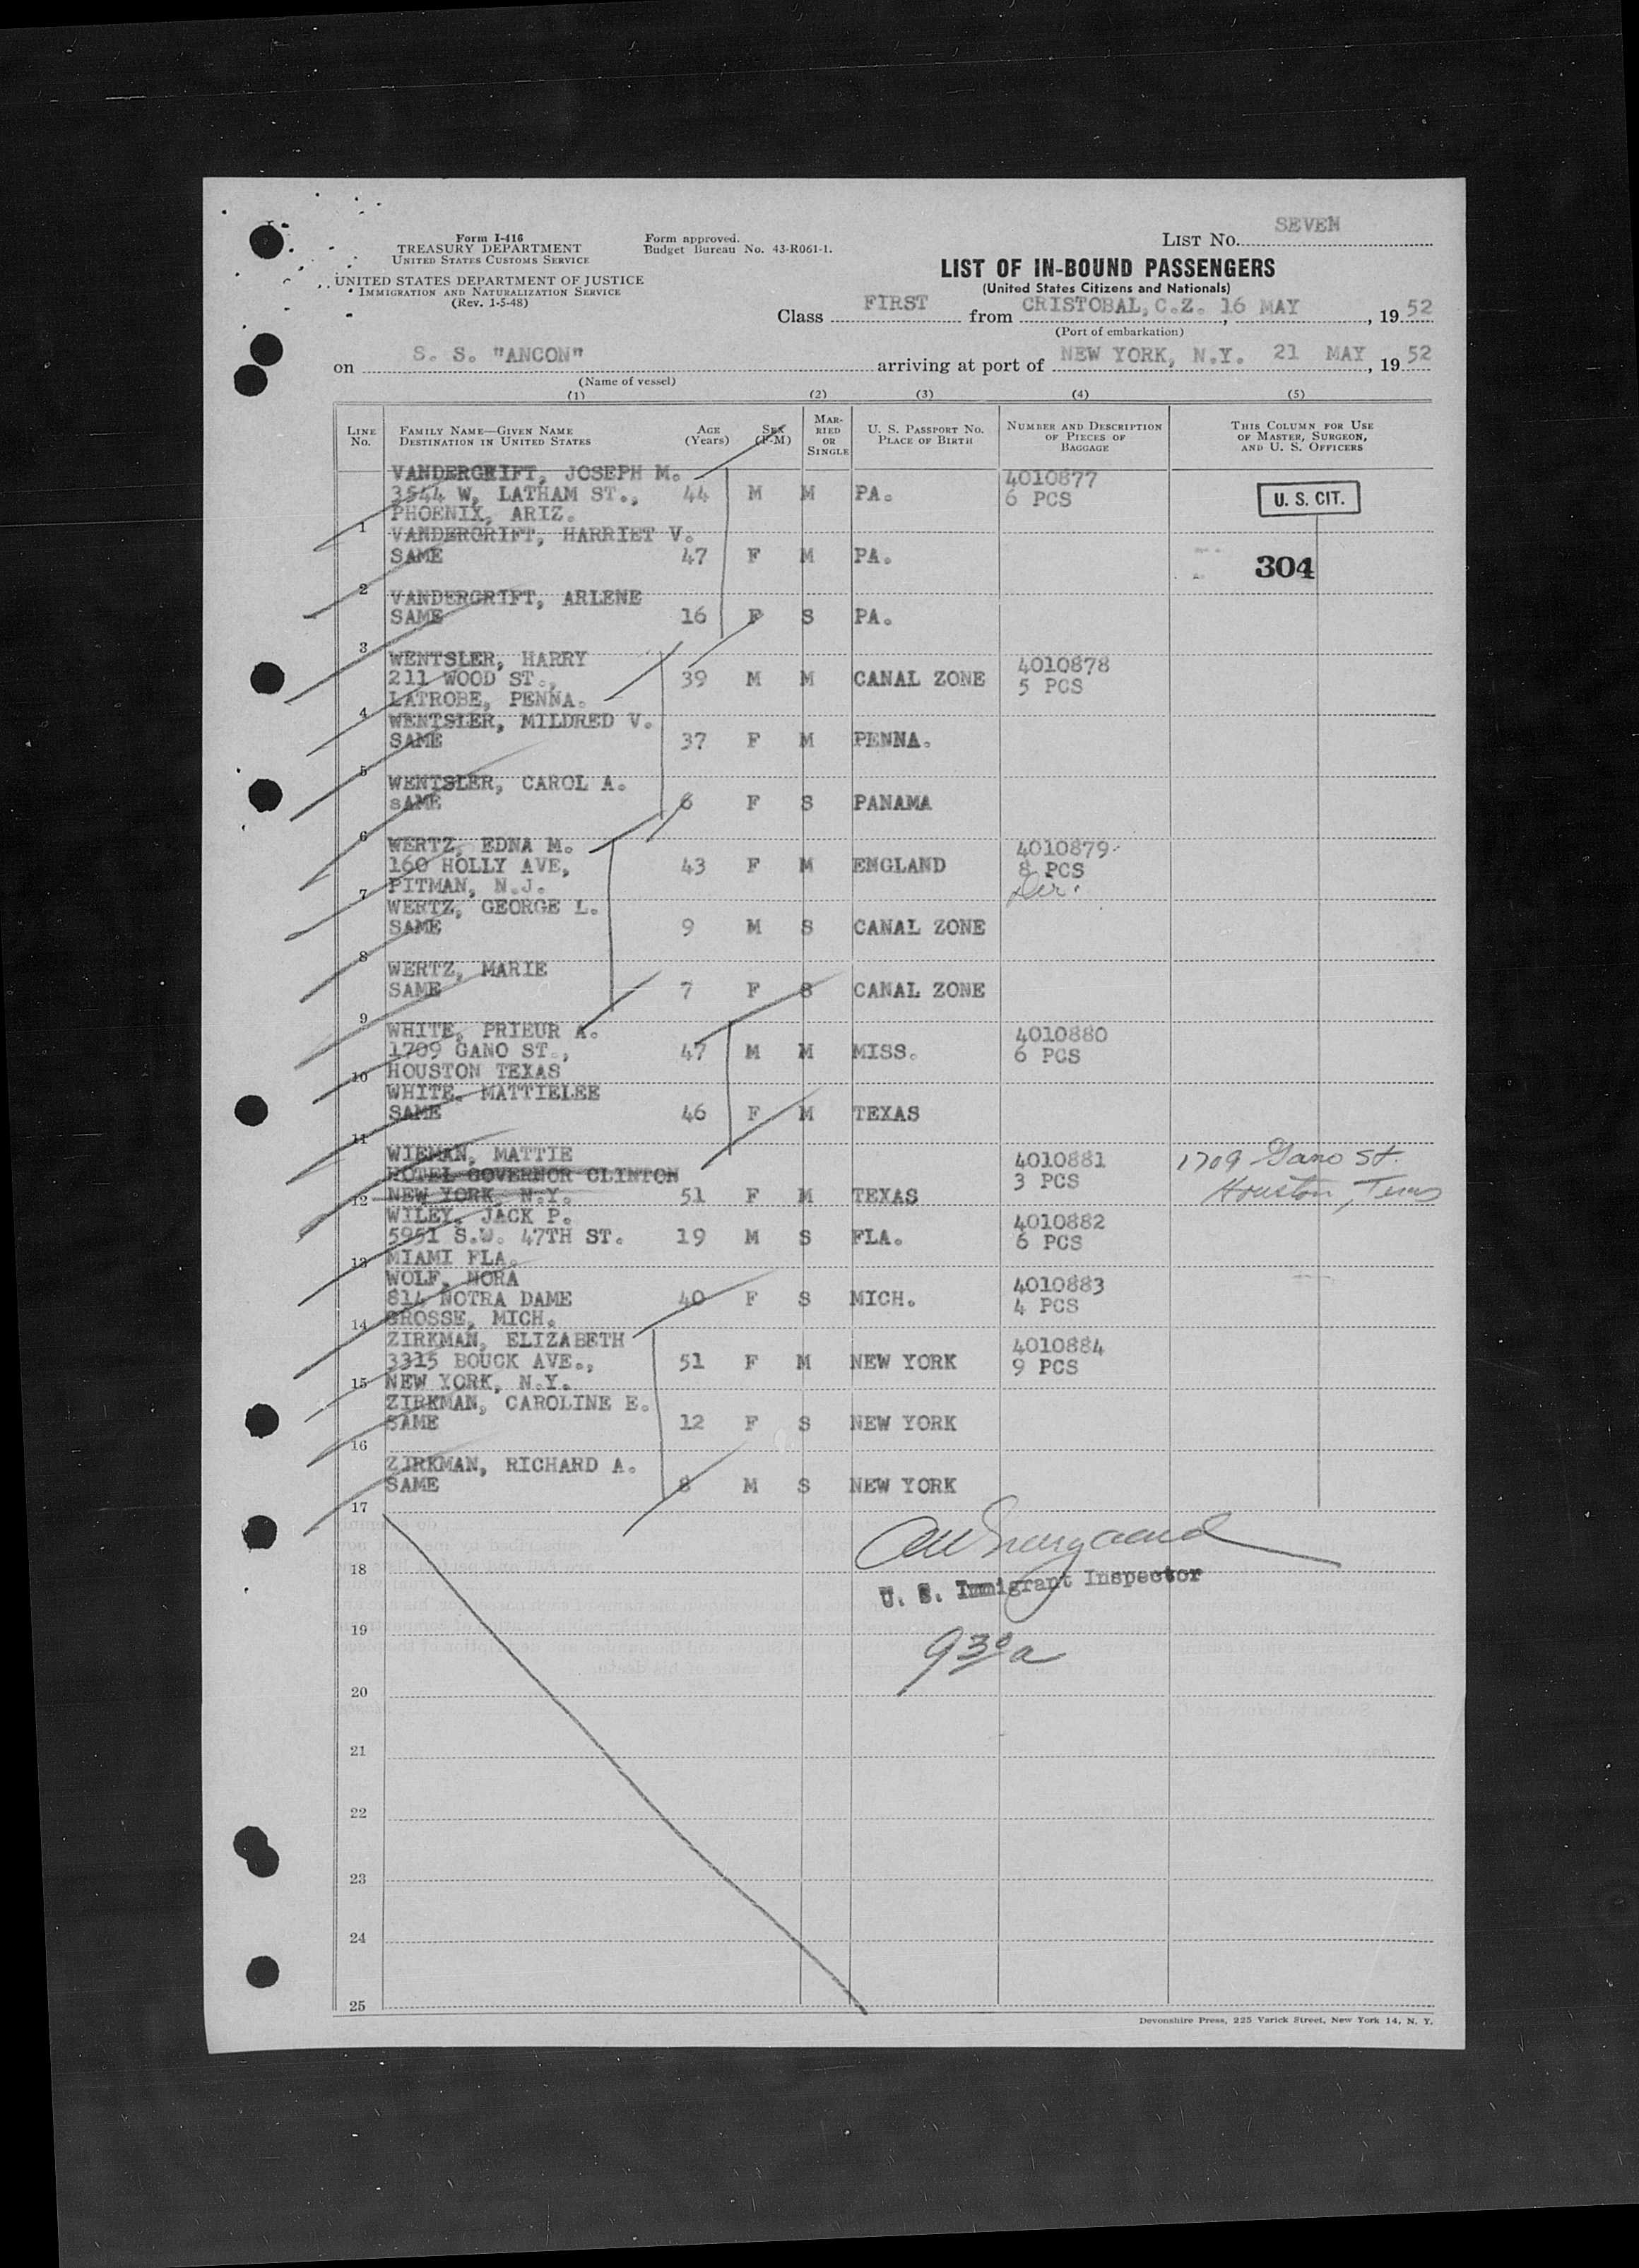 SEVEN
Form I-416
TREASURY DEPARTMENT
UNITED STATES CUSTOMS SERVICE
UNITED STATES DEPARTMENT OF JUSTICE
IMMIGRATION AND NATURALIZATION SERVICE
(Rev. 1-5-48)
Form approved.
Budget Bureau No. 43-R061-1.
LIST No.
LIST OF IN-BOUND PASSENGERS
(United States Citizens and Nationals)
Class FIRST from CRISTOBAL, C.Z. 16 MAY, 19 52
(Port of embarkation)
on S. S. "ANCON" arriving at port of NEW YORK, N.Y. 21 MAY, 19 52
(Name of vessel)
(1) (2) (3) (4) (5)
LINE No. FAMILY NAME—GIVEN NAME DESTINATION IN UNITED STATES AGE (Years) SEX (F-M) MARRIED OR SINGLE U. S. PASSPORT NO. PLACE OF BIRTH NUMBER AND DESCRIPTION OF PIECES OF BAGGAGE THIS COLUMN FOR USE OF MASTER, SURGEON, AND U. S. OFFICERS
VANDERGRIFT, JOSEPH M. 4010877
3544 W. LATHAM ST., 44 M M PA. 6 PCS U. S. CIT.
PHOENIX, ARIZ.
1
VANDERGRIFT, HARRIET V.
SAME 47 F M PA. 304
2
VANDERGRIFT, ARLENE
SAME 16 F S PA.
3
WENTSLER, HARRY 4010878
211 WOOD ST., 39 M M CANAL ZONE 5 PCS
LATROBE, PENNA.
4
WENTSLER, MILDRED V.
SAME 37 F M PENNA.
5
WENTSLER, CAROL A.
sAME 6 F S PANAMA
6
WERTZ, EDNA M. 4010879
160 HOLLY AVE, 43 F M ENGLAND 8 PCS
PITMAN, N.J.
7
WERTZ, GEORGE L.
SAME 9 M S CANAL ZONE
8
WERTZ, MARIE
SAME 7 F S CANAL ZONE
9
WHITE, PRIEUR A. 4010880
1709 GANO ST., 47 M M MISS. 6 PCS
10 HOUSTON TEXAS
WHITE, MATTIELEE
SAME 46 F M TEXAS
11
WIEMAN, MATTIE 4010881 1709 Gano St.
HOTEL GOVERNOR CLINTON 3 PCS Houston, Texas
12 NEW YORK, N.Y. 51 F M TEXAS
WILEY, JACK P. 4010882
5951 S.W. 47TH ST. 19 M S FLA. 6 PCS
13 MIAMI FLA.
WOLF, NORA 4010883
814 NOTRA DAME 40 F S MICH. 4 PCS
14 GROSSE, MICH.
ZIRKMAN, ELIZABETH 4010884
3315 BOUCK AVE., 51 F M NEW YORK 9 PCS
15 NEW YORK, N.Y.
ZIRKMAN, CAROLINE E.
SAME 12 F S NEW YORK
16
ZIRKMAN, RICHARD A.
SAME 8 M S NEW YORK
17
18
U. S. Immigrant Inspector
19
9 30 a
20
21
22
23
24
25
Devonshire Press, 225 Varick Street, New York 14, N. Y.